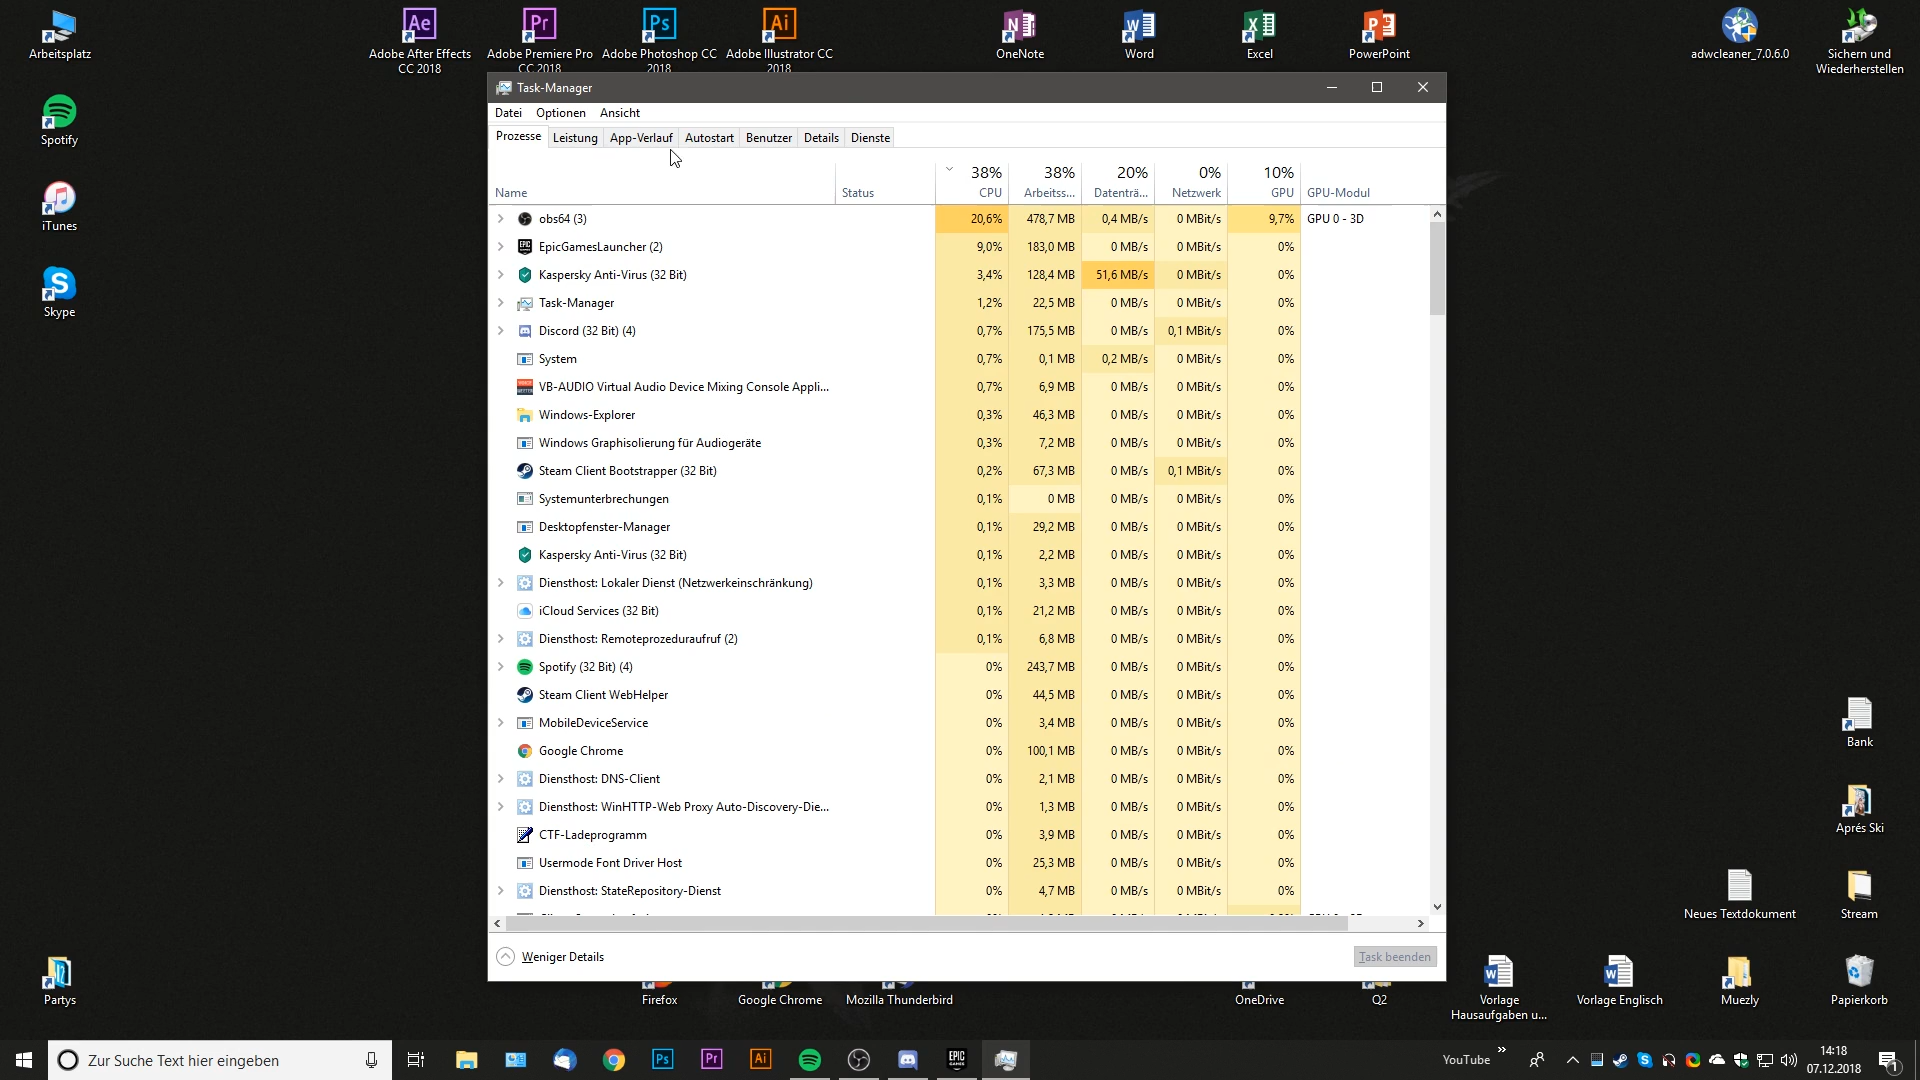 Arbeitsplatz
Adobe After Effects
CC 2018
Adobe Premiere Pro
CC 2018
Adobe Photoshop CC
2018
Adobe Illustrator CC
2018
OneNote
Word
Excel
PowerPoint
adwcleaner_7.0.6.0
Sichern und
Wiederherstellen
Spotify
iTunes
Skype
Task-Manager
Datei Optionen Ansicht
Prozesse Leistung App-Verlauf Autostart Benutzer Details Dienste
38% 38% 20% 0% 10%
Name Status CPU Arbeitss... Datenträ... Netzwerk GPU GPU-Modul
obs64 (3) 20,6% 478,7 MB 0,4 MB/s 0 MBit/s 9,7% GPU 0 - 3D
EpicGamesLauncher (2) 9,0% 183,0 MB 0 MB/s 0 MBit/s 0%
Kaspersky Anti-Virus (32 Bit) 3,4% 128,4 MB 51,6 MB/s 0 MBit/s 0%
Task-Manager 1,2% 22,5 MB 0 MB/s 0 MBit/s 0%
Discord (32 Bit) (4) 0,7% 175,5 MB 0 MB/s 0,1 MBit/s 0%
System 0,7% 0,1 MB 0,2 MB/s 0 MBit/s 0%
VB-AUDIO Virtual Audio Device Mixing Console Appli... 0,7% 6,9 MB 0 MB/s 0 MBit/s 0%
Windows-Explorer 0,3% 46,3 MB 0 MB/s 0 MBit/s 0%
Windows Graphisolierung für Audiogeräte 0,3% 7,2 MB 0 MB/s 0 MBit/s 0%
Steam Client Bootstrapper (32 Bit) 0,2% 67,3 MB 0 MB/s 0,1 MBit/s 0%
Systemunterbrechungen 0,1% 0 MB 0 MB/s 0 MBit/s 0%
Desktopfenster-Manager 0,1% 29,2 MB 0 MB/s 0 MBit/s 0%
Kaspersky Anti-Virus (32 Bit) 0,1% 2,2 MB 0 MB/s 0 MBit/s 0%
Diensthost: Lokaler Dienst (Netzwerkeinschränkung) 0,1% 3,3 MB 0 MB/s 0 MBit/s 0%
iCloud Services (32 Bit) 0,1% 21,2 MB 0 MB/s 0 MBit/s 0%
Diensthost: Remoteprozeduraufruf (2) 0,1% 6,8 MB 0 MB/s 0 MBit/s 0%
Spotify (32 Bit) (4) 0% 243,7 MB 0 MB/s 0 MBit/s 0%
Steam Client WebHelper 0% 44,5 MB 0 MB/s 0 MBit/s 0%
MobileDeviceService 0% 3,4 MB 0 MB/s 0 MBit/s 0%
Google Chrome 0% 100,1 MB 0 MB/s 0 MBit/s 0%
Diensthost: DNS-Client 0% 2,1 MB 0 MB/s 0 MBit/s 0%
Diensthost: WinHTTP-Web Proxy Auto-Discovery-Die... 0% 1,3 MB 0 MB/s 0 MBit/s 0%
CTF-Ladeprogramm 0% 3,9 MB 0 MB/s 0 MBit/s 0%
Usermode Font Driver Host 0% 25,3 MB 0 MB/s 0 MBit/s 0%
Diensthost: StateRepository-Dienst 0% 4,7 MB 0 MB/s 0 MBit/s 0%
Weniger Details Task beenden
Bank
Aprés Ski
Neues Textdokument
Stream
Partys
Firefox
Google Chrome
Mozilla Thunderbird
OneDrive
Q2
Vorlage
Hausaufgaben u...
Vorlage Englisch
Muezly
Papierkorb
Zur Suche Text hier eingeben
YouTube
14:18
07.12.2018